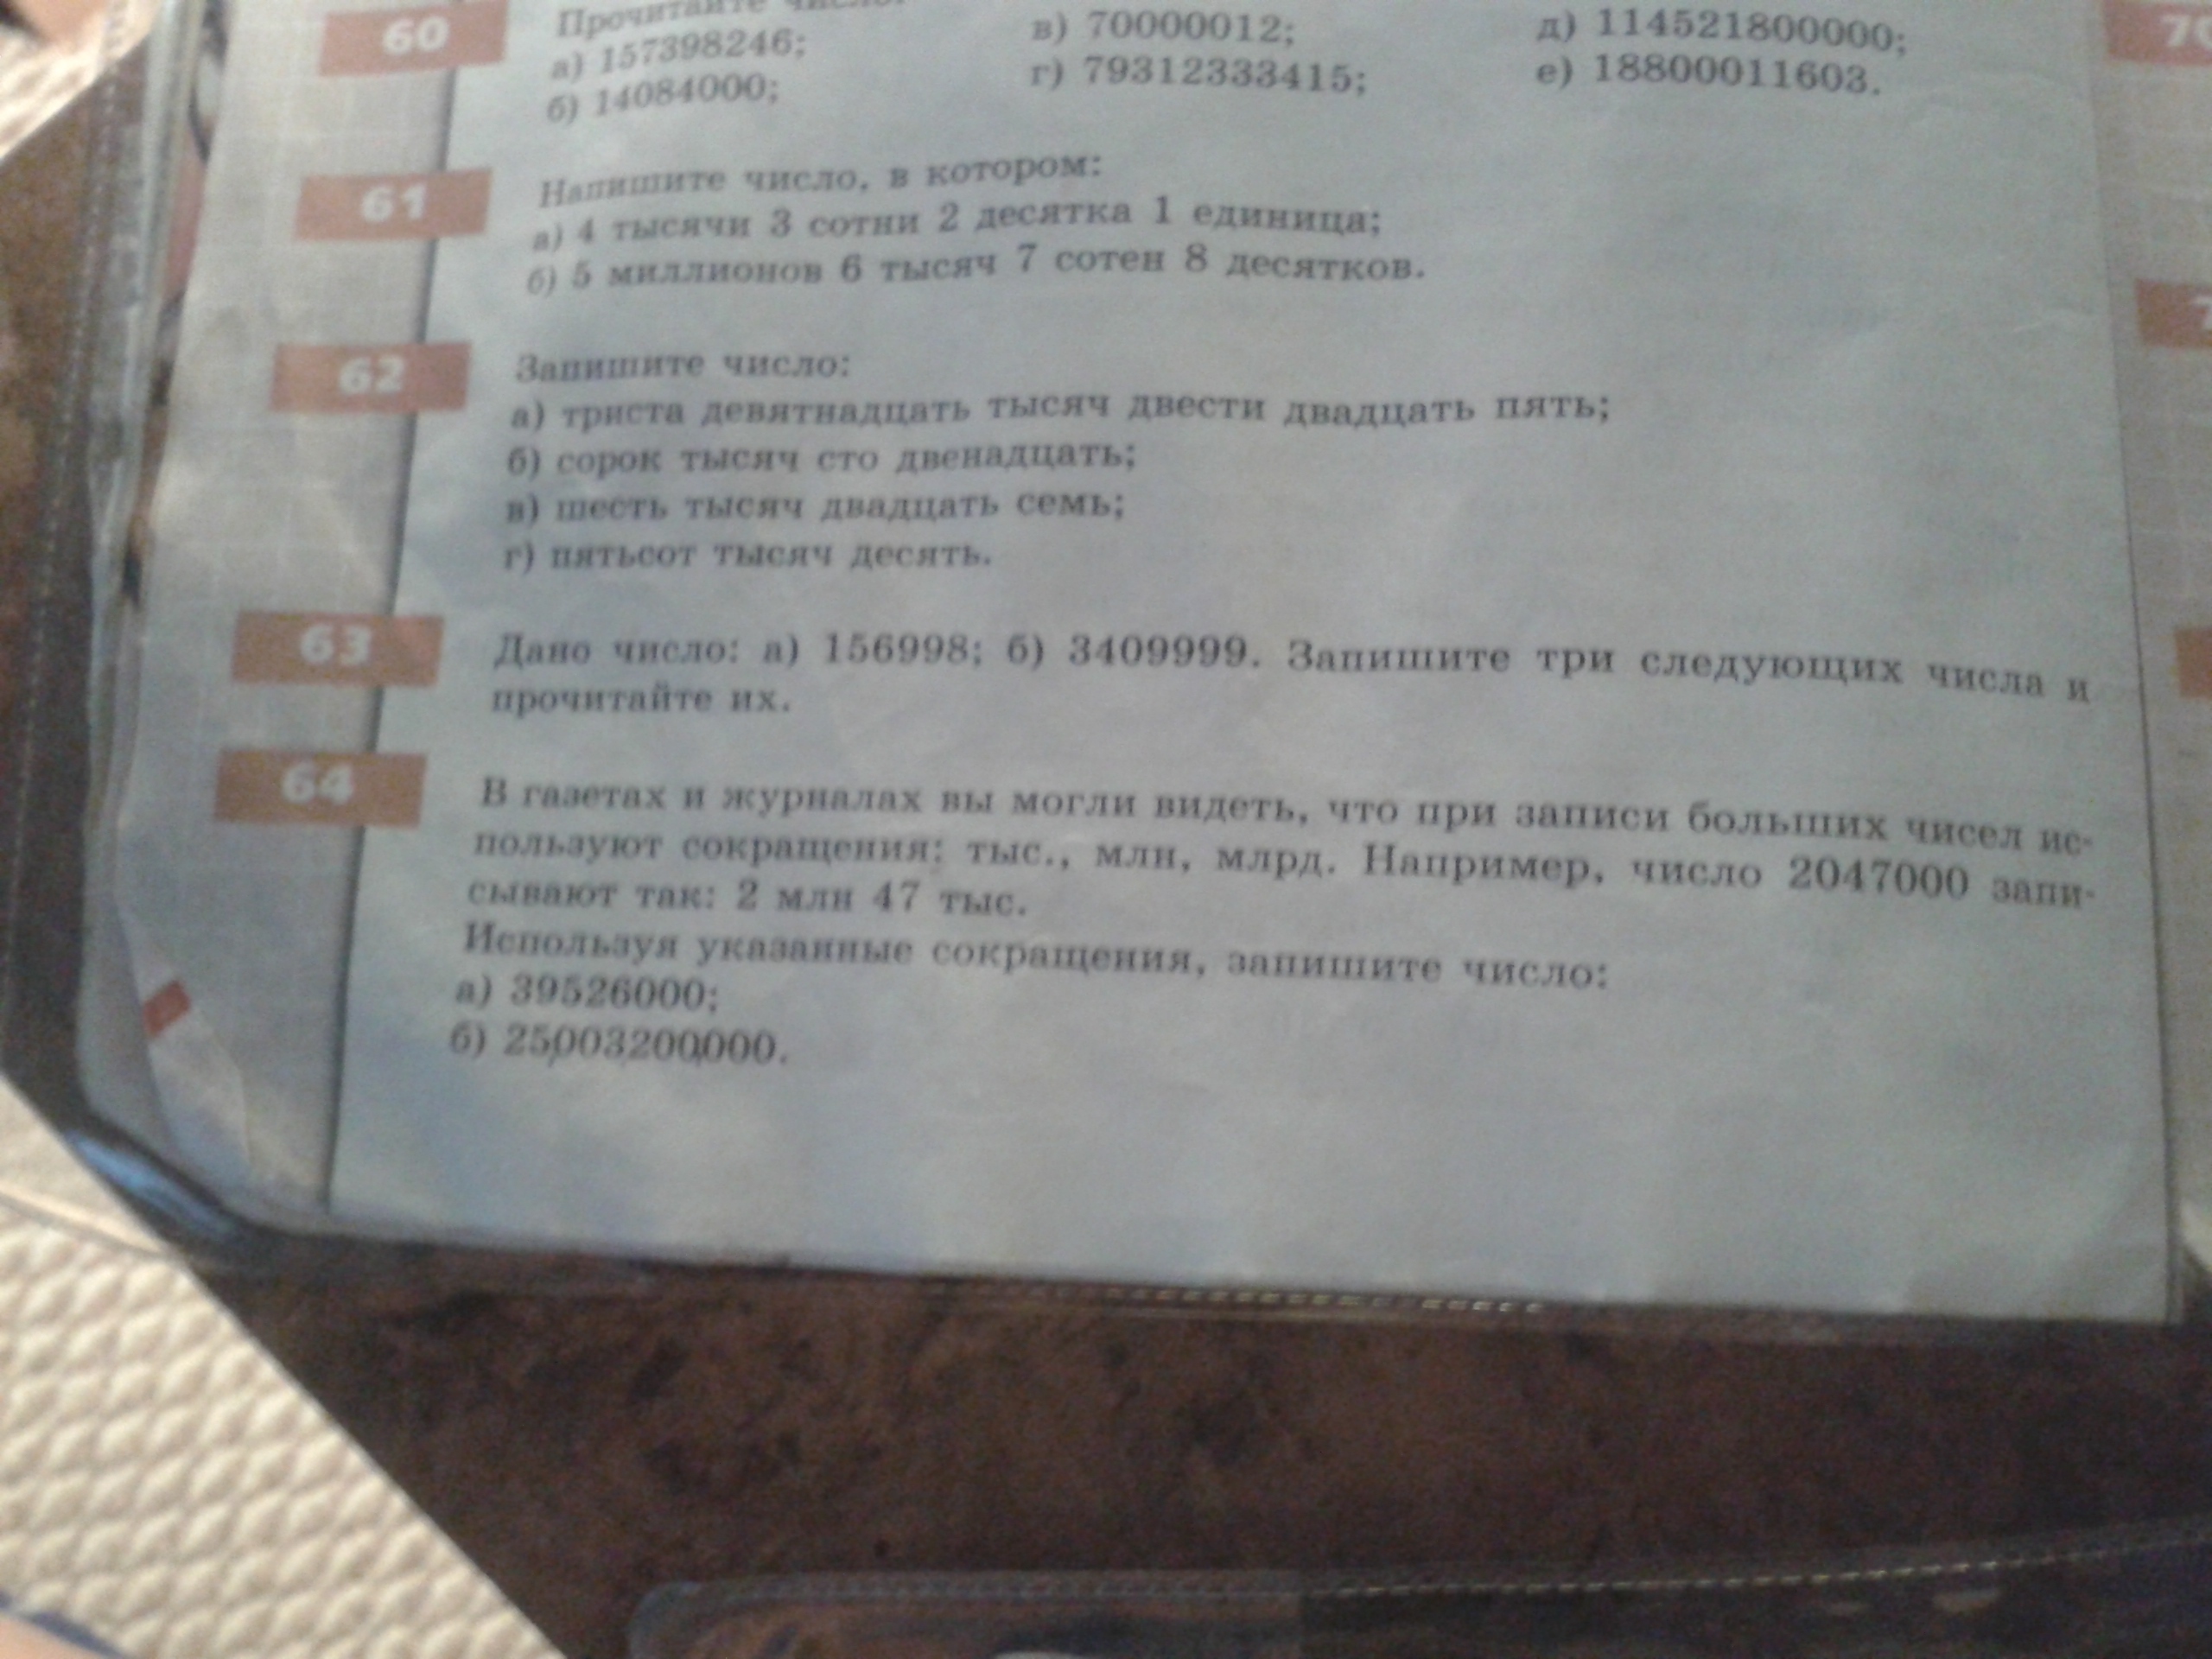 60
Прочитайте число:
а) 157398246;
в) 70000012;
д) 114521800000;
б) 14084000;
г) 79312333415;
е) 18800011603.
61
Напишите число, в котором:
а) 4 тысячи 3 сотни 2 десятка 1 единица;
б) 5 миллионов 6 тысяч 7 сотен 8 десятков.
62
Запишите число:
а) триста девятнадцать тысяч двести двадцать пять;
б) сорок тысяч сто двенадцать;
в) шесть тысяч двадцать семь;
г) пятьсот тысяч десять.
63
Дано число: а) 156998; б) 3409999. Запишите три следующих числа и
прочитайте их.
64
В газетах и журналах вы могли видеть, что при записи больших чисел ис-
пользуют сокращения: тыс., млн, млрд. Например, число 2047000 запи-
сывают так: 2 млн 47 тыс.
Используя указанные сокращения, запишите число:
а) 39526000;
б) 25003200000.